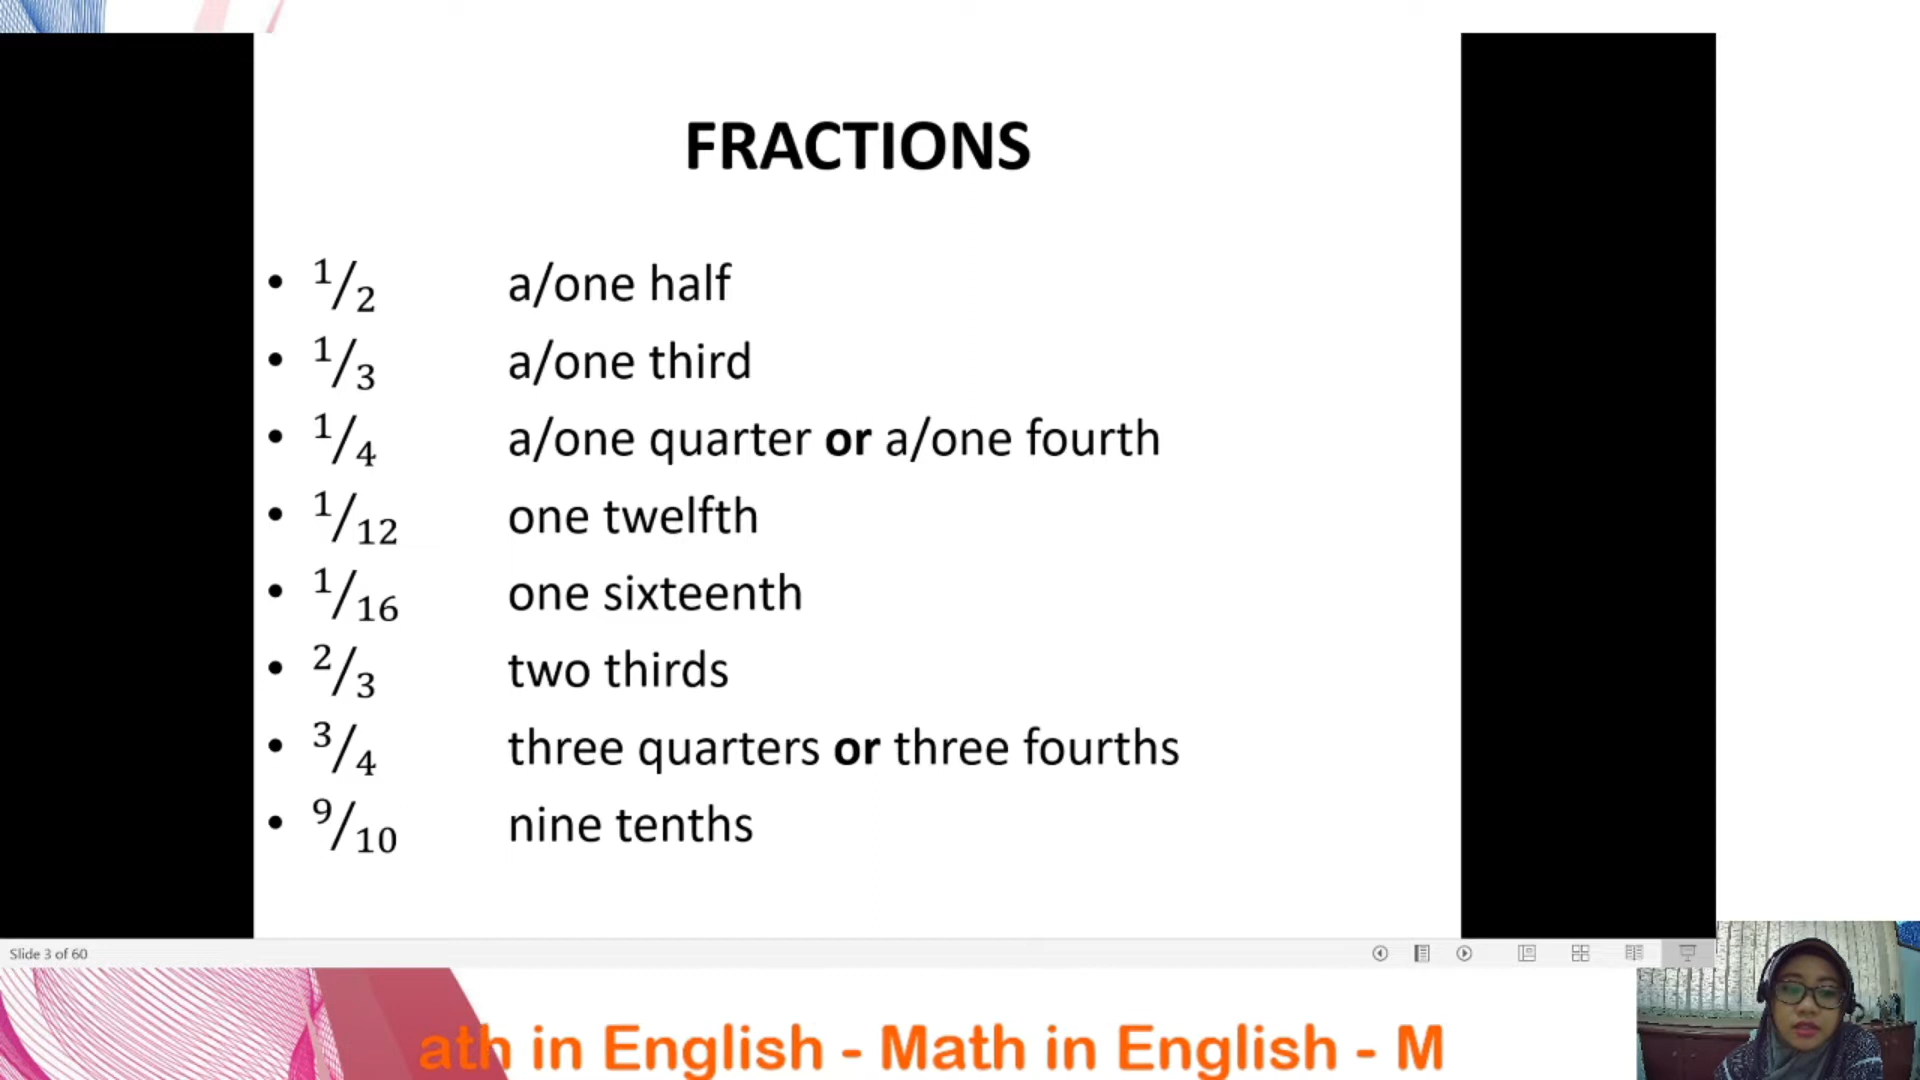 FRACTIONS
• 1/2 a/one half
• 1/3 a/one third
• 1/4 a/one quarter or a/one fourth
• 1/12 one twelfth
• 1/16 one sixteenth
• 2/3 two thirds
• 3/4 three quarters or three fourths
• 9/10 nine tenths
Slide 3 of 60
ath in English - Math in English - M